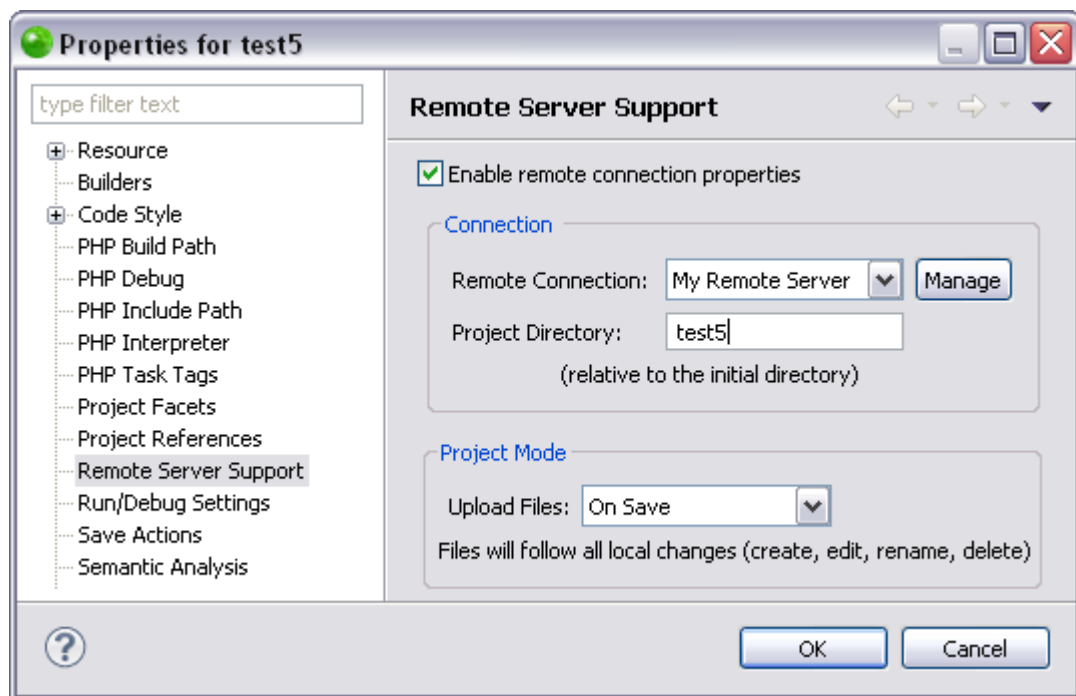 Properties for test5
type filter text
Resource
Builders
Code Style
PHP Build Path
PHP Debug
PHP Include Path
PHP Interpreter
PHP Task Tags
Project Facets
Project References
Remote Server Support
Run/Debug Settings
Save Actions
Semantic Analysis
Remote Server Support
Enable remote connection properties
Connection
Remote Connection: My Remote Server Manage
Project Directory: test5
(relative to the initial directory)
Project Mode
Upload Files: On Save
Files will follow all local changes (create, edit, rename, delete)
? OK Cancel